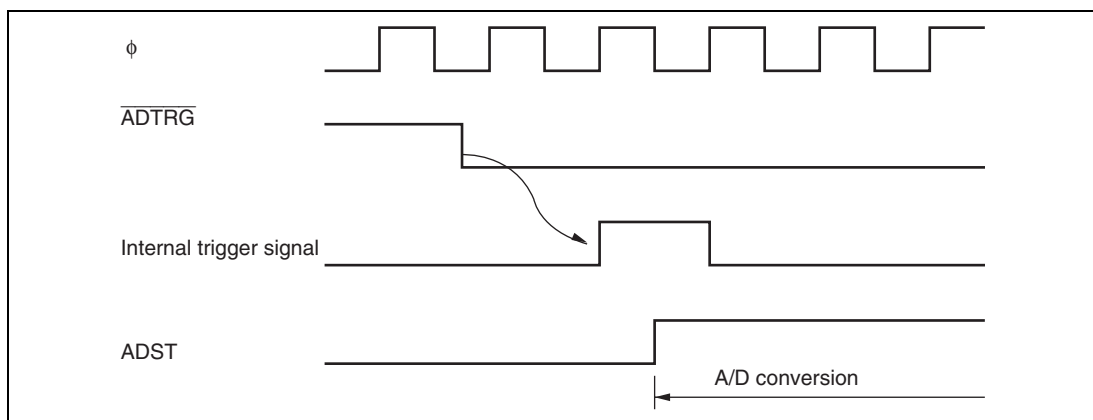 ϕ
ADTRG
Internal trigger signal
ADST
A/D conversion